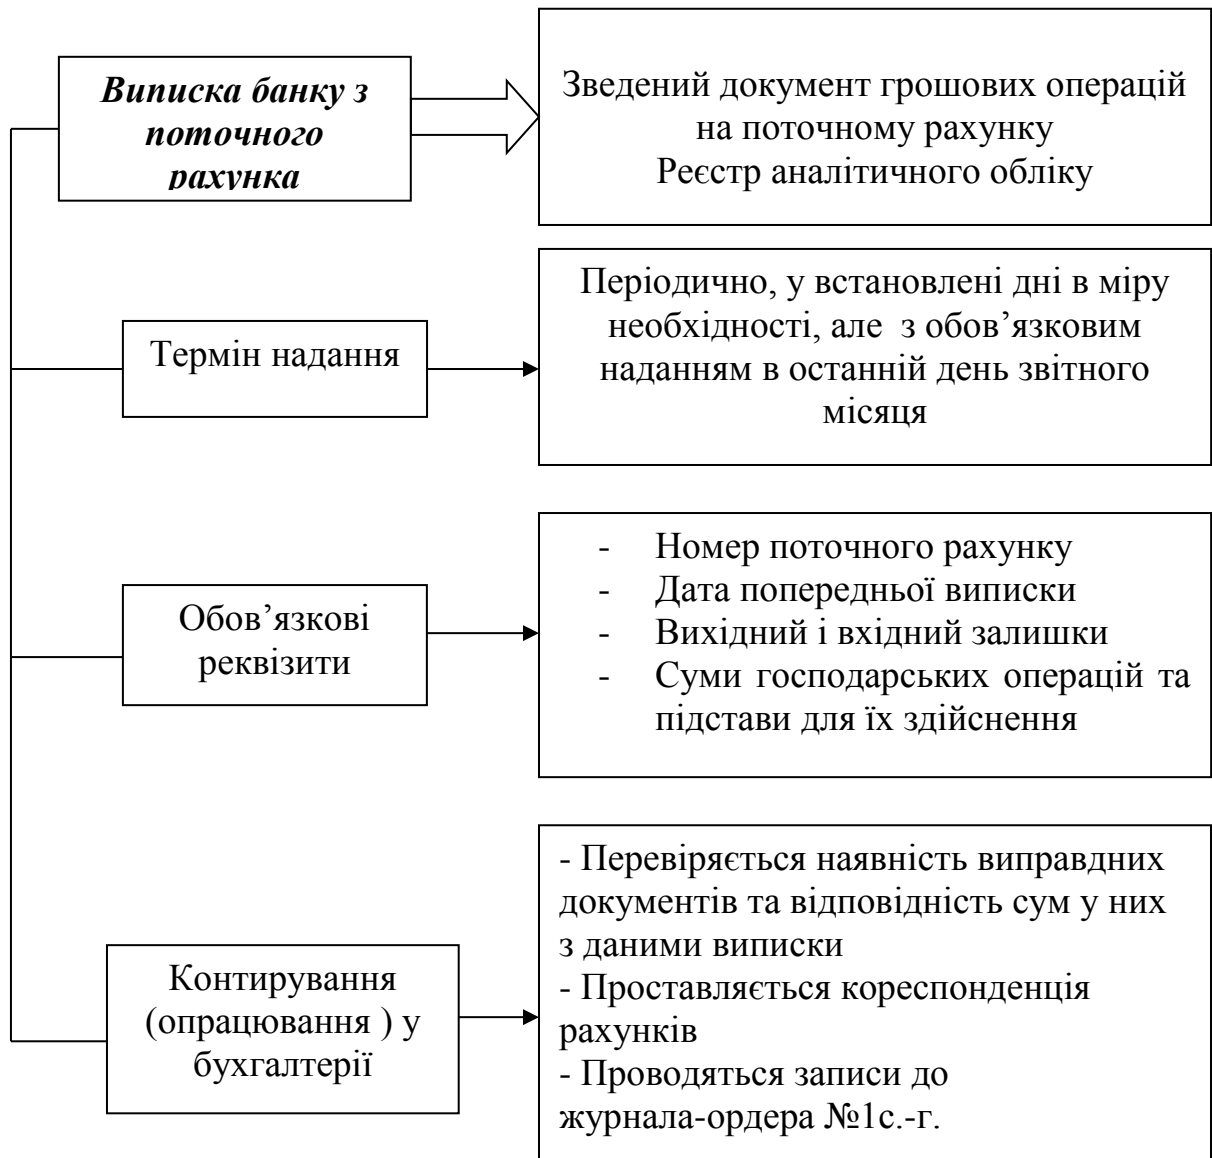 Виписка банку з
поточного
рахунка
Зведений документ грошових операцій
на поточному рахунку
Реєстр аналітичного обліку
Термін надання
Періодично, у встановлені дні в міру
необхідності, але з обов’язковим
наданням в останній день звітного
місяця
Обов’язкові
реквізити
- Номер поточного рахунку
- Дата попередньої виписки
- Вихідний і вхідний залишки
- Суми господарських операцій та
підстави для їх здійснення
Контирування
(опрацювання ) у
бухгалтерії
- Перевіряється наявність виправдних
документів та відповідність сум у них
з даними виписки
- Проставляється кореспонденція
рахунків
- Проводяться записи до
журнала-ордера №1с.-г.